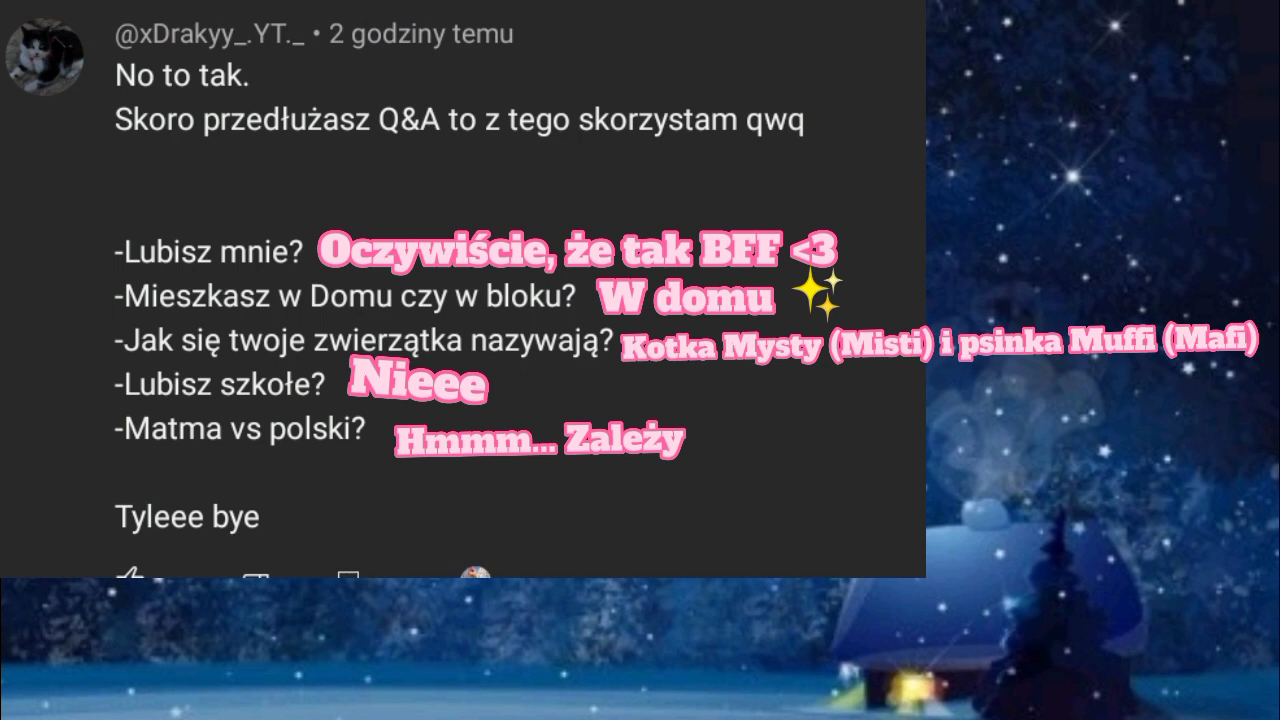 @xDrakyy_.YT._ • 2 godziny temu
No to tak.
Skoro przedłużasz Q&A to z tego skorzystam qwq
-Lubisz mnie? Oczywiście, że tak BFF <3
-Mieszkasz w Domu czy w bloku? W domu ✨
-Jak się twoje zwierzątka nazywają? Kotka Mysty (Misti) i psinka Muffi (Mafi)
-Lubisz szkołe? Nieee
-Matma vs polski? Hmmm... Zależy
Tyleee bye